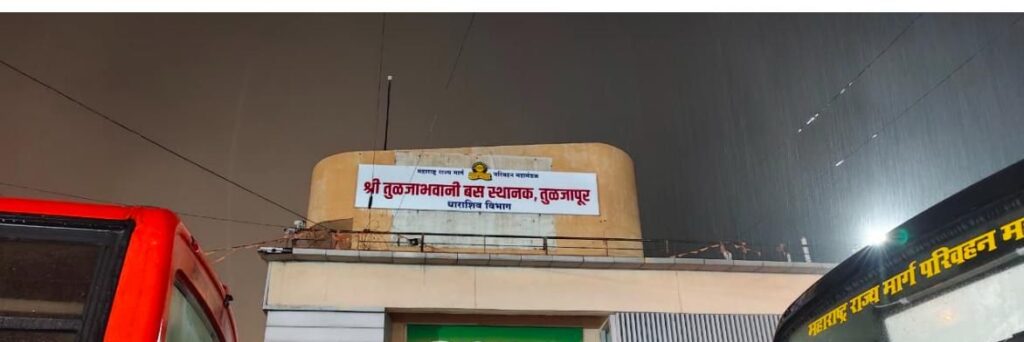 महाराष्ट्र राज्य मार्ग परिवहन महामंडळ
श्री तुळजाभवानी बस स्थानक, तुळजापूर
धाराशिव विभाग
महाराष्ट्र राज्य मार्ग परिवहन म